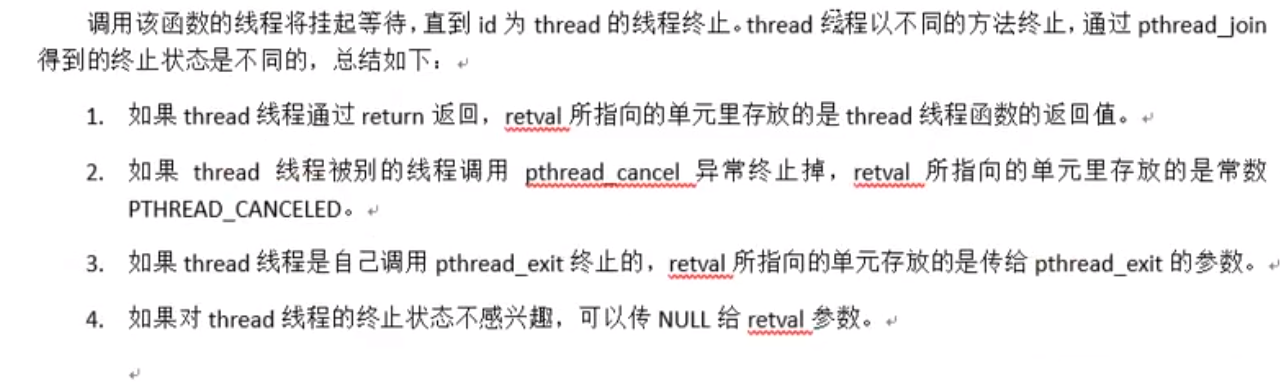 调用该函数的线程将挂起等待，直到 id 为 thread 的线程终止。thread 线程以不同的方法终止，通过 pthread_join
得到的终止状态是不同的，总结如下：
1. 如果 thread 线程通过 return 返回，retval 所指向的单元里存放的是 thread 线程函数的返回值。
2. 如果 thread 线程被别的线程调用 pthread_cancel 异常终止掉，retval 所指向的单元里存放的是常数
PTHREAD_CANCELED。
3. 如果 thread 线程是自己调用 pthread_exit 终止的，retval 所指向的单元存放的是传给 pthread_exit 的参数。
4. 如果对 thread 线程的终止状态不感兴趣，可以传 NULL 给 retval 参数。